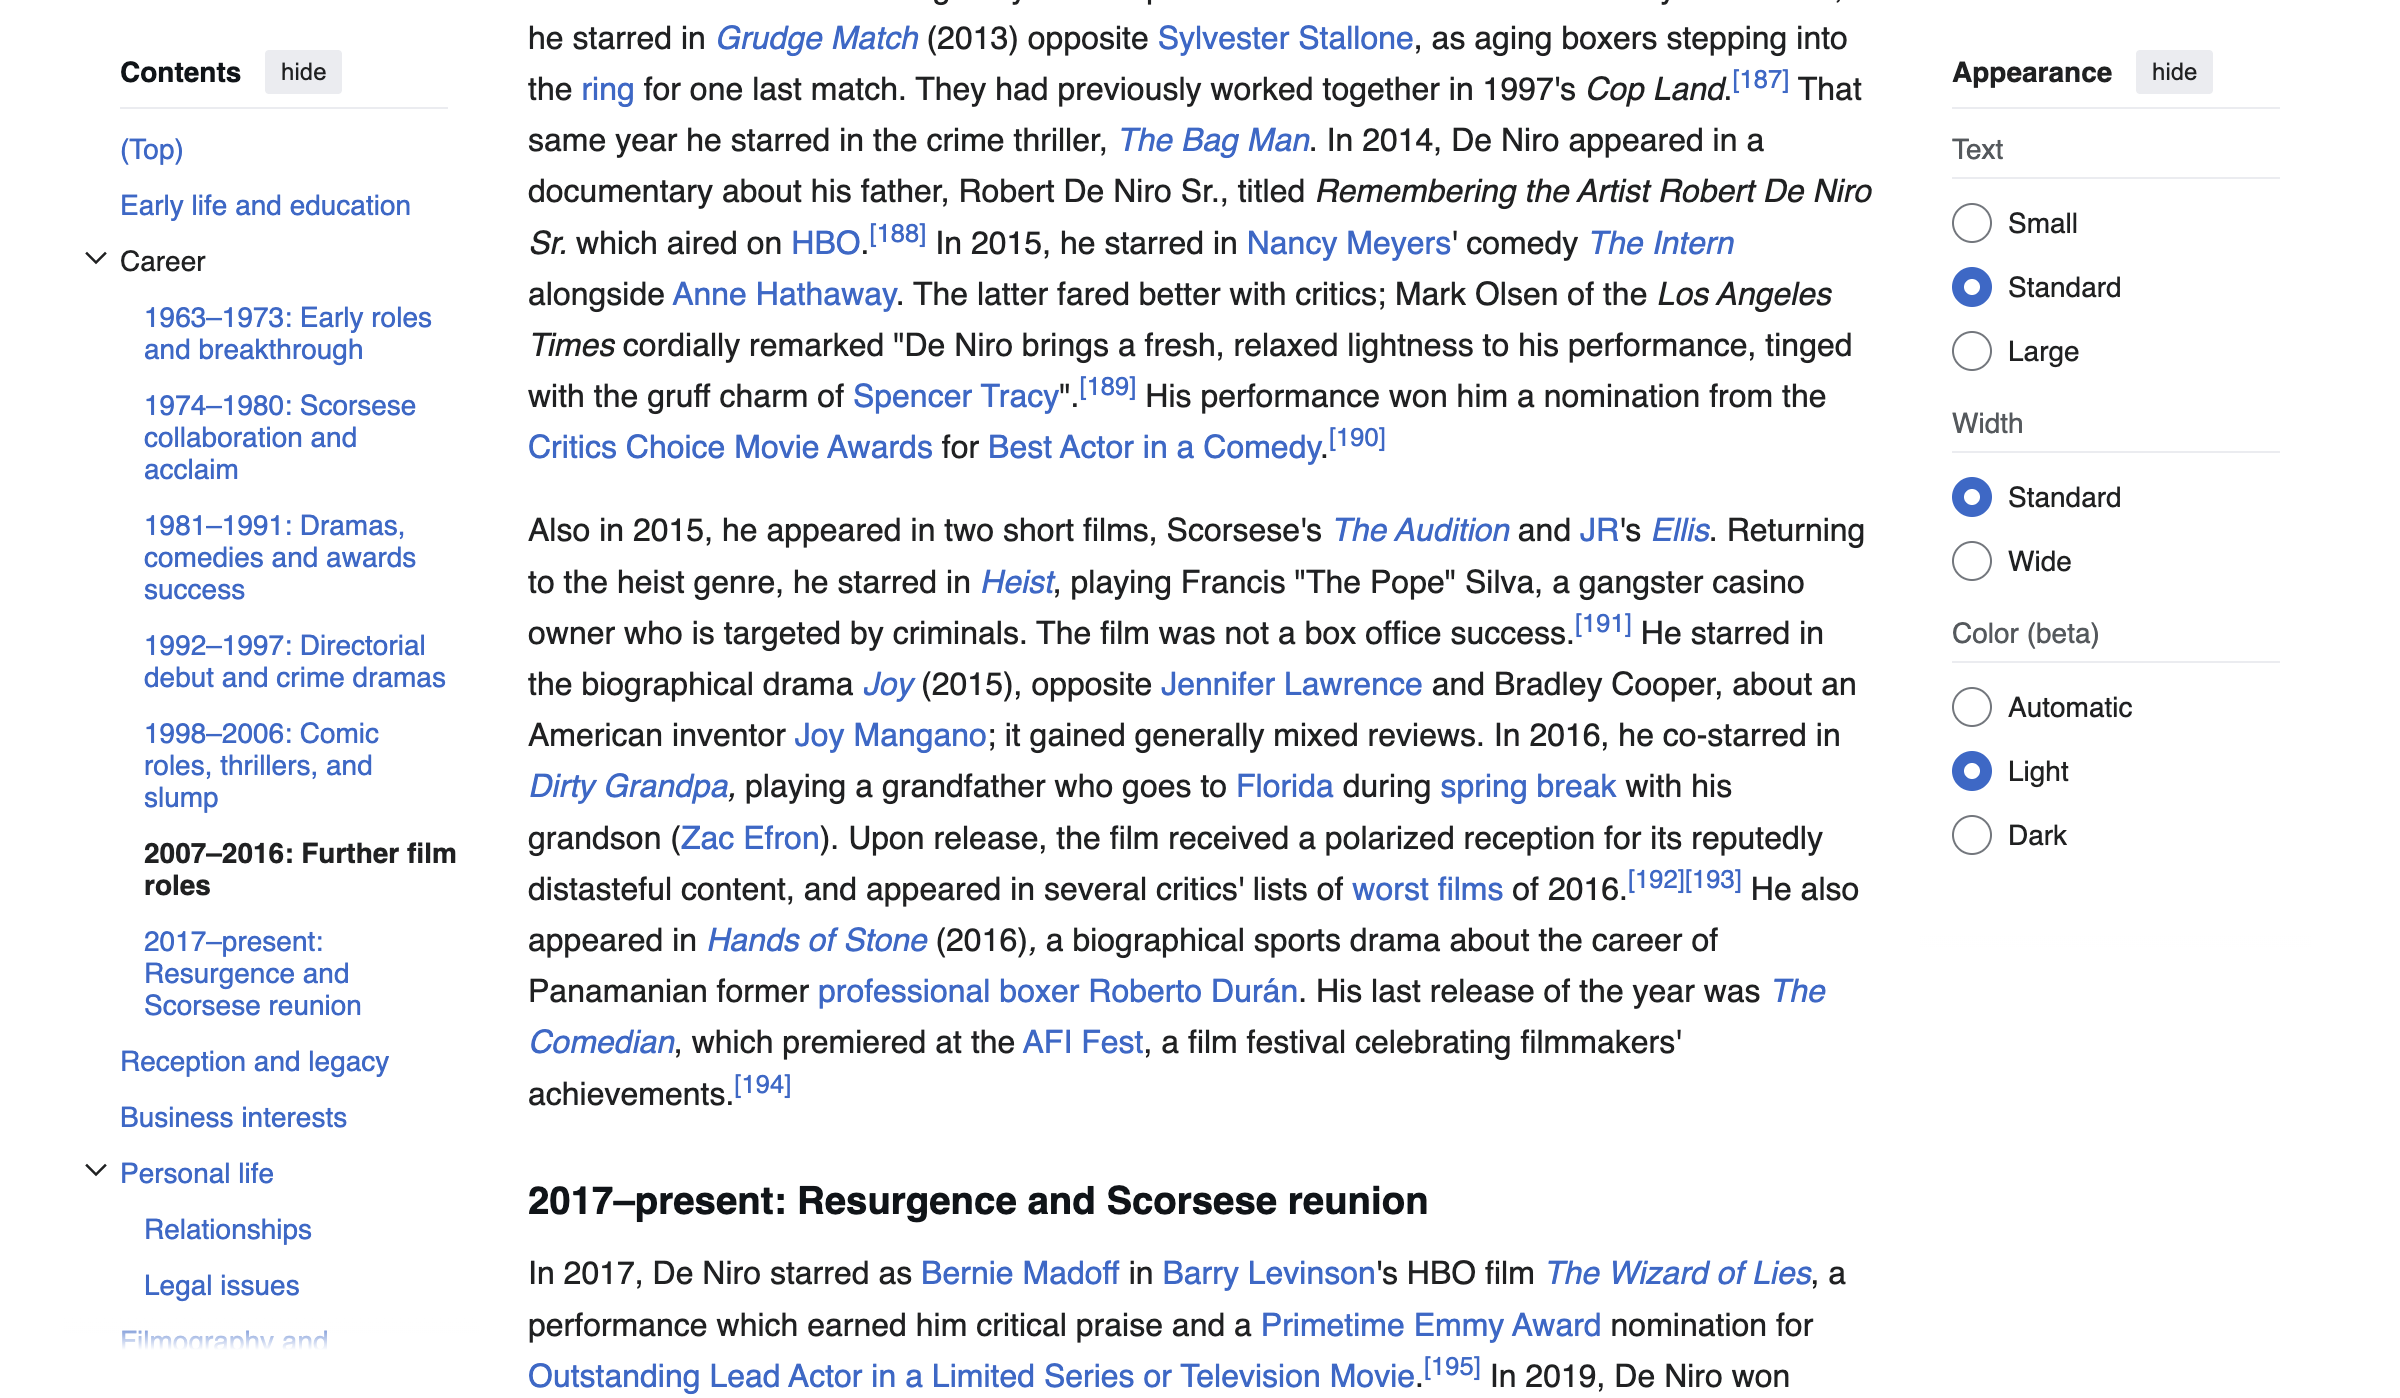 Contents hide
(Top)
Early life and education
Career
1963–1973: Early roles
and breakthrough
1974–1980: Scorsese
collaboration and
acclaim
1981–1991: Dramas,
comedies and awards
success
1992–1997: Directorial
debut and crime dramas
1998–2006: Comic
roles, thrillers, and
slump
2007–2016: Further film
roles
2017–present:
Resurgence and
Scorsese reunion
Reception and legacy
Business interests
Personal life
Relationships
Legal issues
Filmography and
he starred in Grudge Match (2013) opposite Sylvester Stallone, as aging boxers stepping into
the ring for one last match. They had previously worked together in 1997's Cop Land.[187] That
same year he starred in the crime thriller, The Bag Man. In 2014, De Niro appeared in a
documentary about his father, Robert De Niro Sr., titled Remembering the Artist Robert De Niro
Sr. which aired on HBO.[188] In 2015, he starred in Nancy Meyers' comedy The Intern
alongside Anne Hathaway. The latter fared better with critics; Mark Olsen of the Los Angeles
Times cordially remarked "De Niro brings a fresh, relaxed lightness to his performance, tinged
with the gruff charm of Spencer Tracy".[189] His performance won him a nomination from the
Critics Choice Movie Awards for Best Actor in a Comedy.[190]
Also in 2015, he appeared in two short films, Scorsese's The Audition and JR's Ellis. Returning
to the heist genre, he starred in Heist, playing Francis "The Pope" Silva, a gangster casino
owner who is targeted by criminals. The film was not a box office success.[191] He starred in
the biographical drama Joy (2015), opposite Jennifer Lawrence and Bradley Cooper, about an
American inventor Joy Mangano; it gained generally mixed reviews. In 2016, he co-starred in
Dirty Grandpa, playing a grandfather who goes to Florida during spring break with his
grandson (Zac Efron). Upon release, the film received a polarized reception for its reputedly
distasteful content, and appeared in several critics' lists of worst films of 2016.[192][193] He also
appeared in Hands of Stone (2016), a biographical sports drama about the career of
Panamanian former professional boxer Roberto Durán. His last release of the year was The
Comedian, which premiered at the AFI Fest, a film festival celebrating filmmakers'
achievements.[194]
2017–present: Resurgence and Scorsese reunion
In 2017, De Niro starred as Bernie Madoff in Barry Levinson's HBO film The Wizard of Lies, a
performance which earned him critical praise and a Primetime Emmy Award nomination for
Outstanding Lead Actor in a Limited Series or Television Movie.[195] In 2019, De Niro won
Appearance hide
Text
Small
Standard
Large
Width
Standard
Wide
Color (beta)
Automatic
Light
Dark